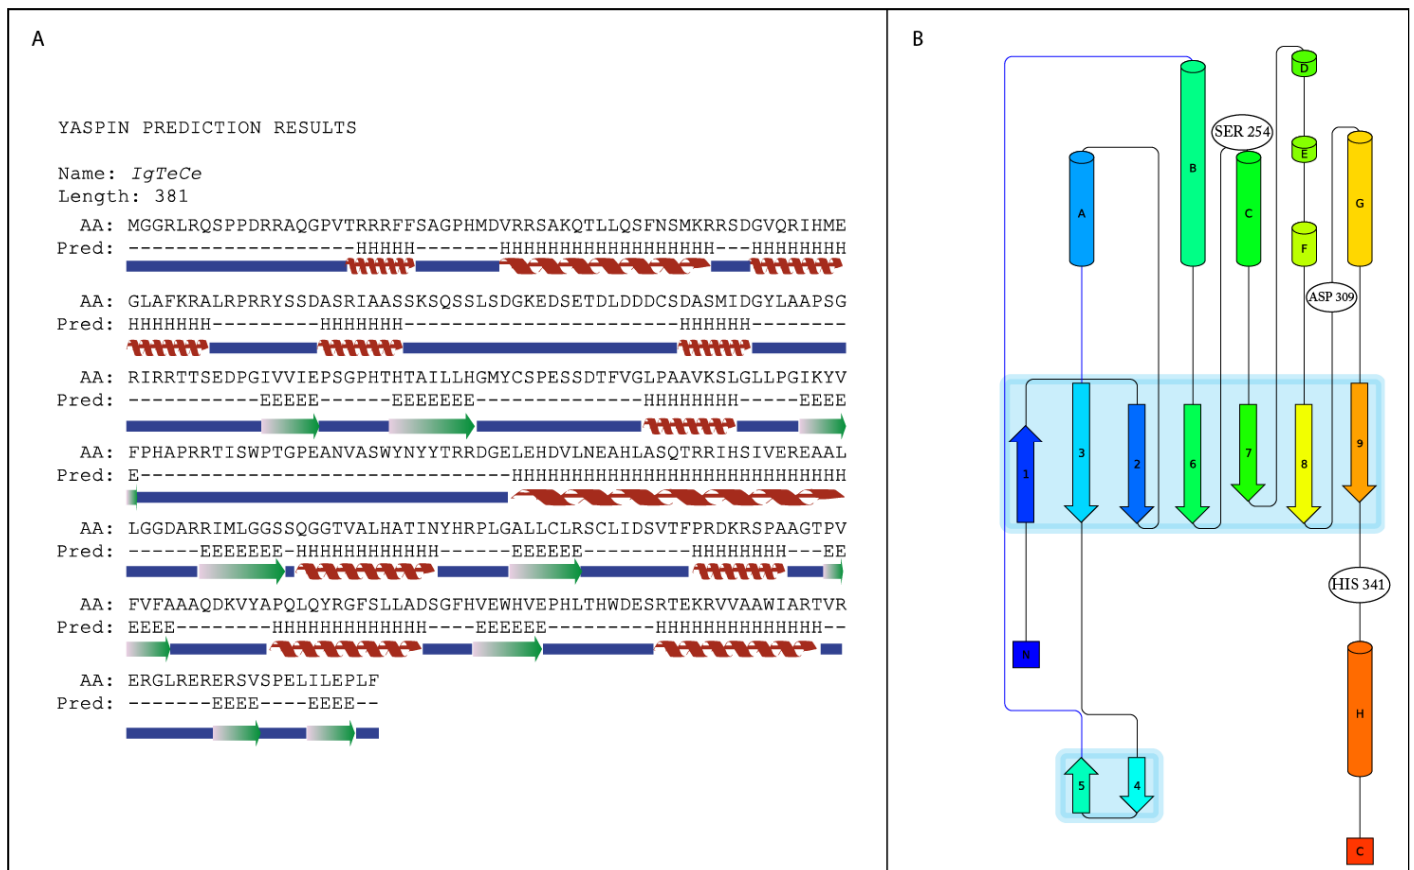 A
YASPIN PREDICTION RESULTS
Name: IgTeCe
Length: 381
AA: MGGRLRQSPPDRRAQGPVTRRRFFSAGPHMDVRRSAKQTLLQSFNSMKRRSDGVQRIHME
Pred: -------------------HHHHH-------HHHHHHHHHHHHHHHHHH---HHHHHHHH
AA: GLAFKRALRPRRYSSDASRIAASSKSQSSLSDGKEDSETDLDDDCSDASMIDGYLAAPSG
Pred: HHHHHHH---------HHHHHHH-----------------------HHHHHH--------
AA: RIRRTTSEDPGIVVIEPSGPHTHTAILLHGMYCSPESSDTFVGLPAAVKSLGLLPGIKYV
Pred: -----------EEEEE------EEEEEEE--------------HHHHHHHH-----EEEE
AA: FPHAPRRTISWPTGPEANVASWYNYYTRRDGELEHDVLNEAHLASQTRRIHSIVEREAAL
Pred: E-------------------------------HHHHHHHHHHHHHHHHHHHHHHHHHHHH
AA: LGGDARRIMLGGSSQGGTVALHATINYHRPLGALLCLRSCLIDSVTFPRDKRSPAAGTPV
Pred: ------EEEEEEE-HHHHHHHHHHHH------EEEEEE---------HHHHHHHH---EE
AA: FVFAAAQDKVYAPQLQYRGFSLLADSGFHVEWHVEPHLTHWDESRTEKRVVAAWIARTVR
Pred: EEEE--------HHHHHHHHHHHHH----EEEEEE---------HHHHHHHHHHHHHH--
AA: ERGLRERERSVSPELILEPLF
Pred: -------EEEE----EEEE--
B
D
SER 254
E
B
A
C
G
F
ASP 309
1
3
2
6
7
8
9
HIS 341
N
H
5
4
C